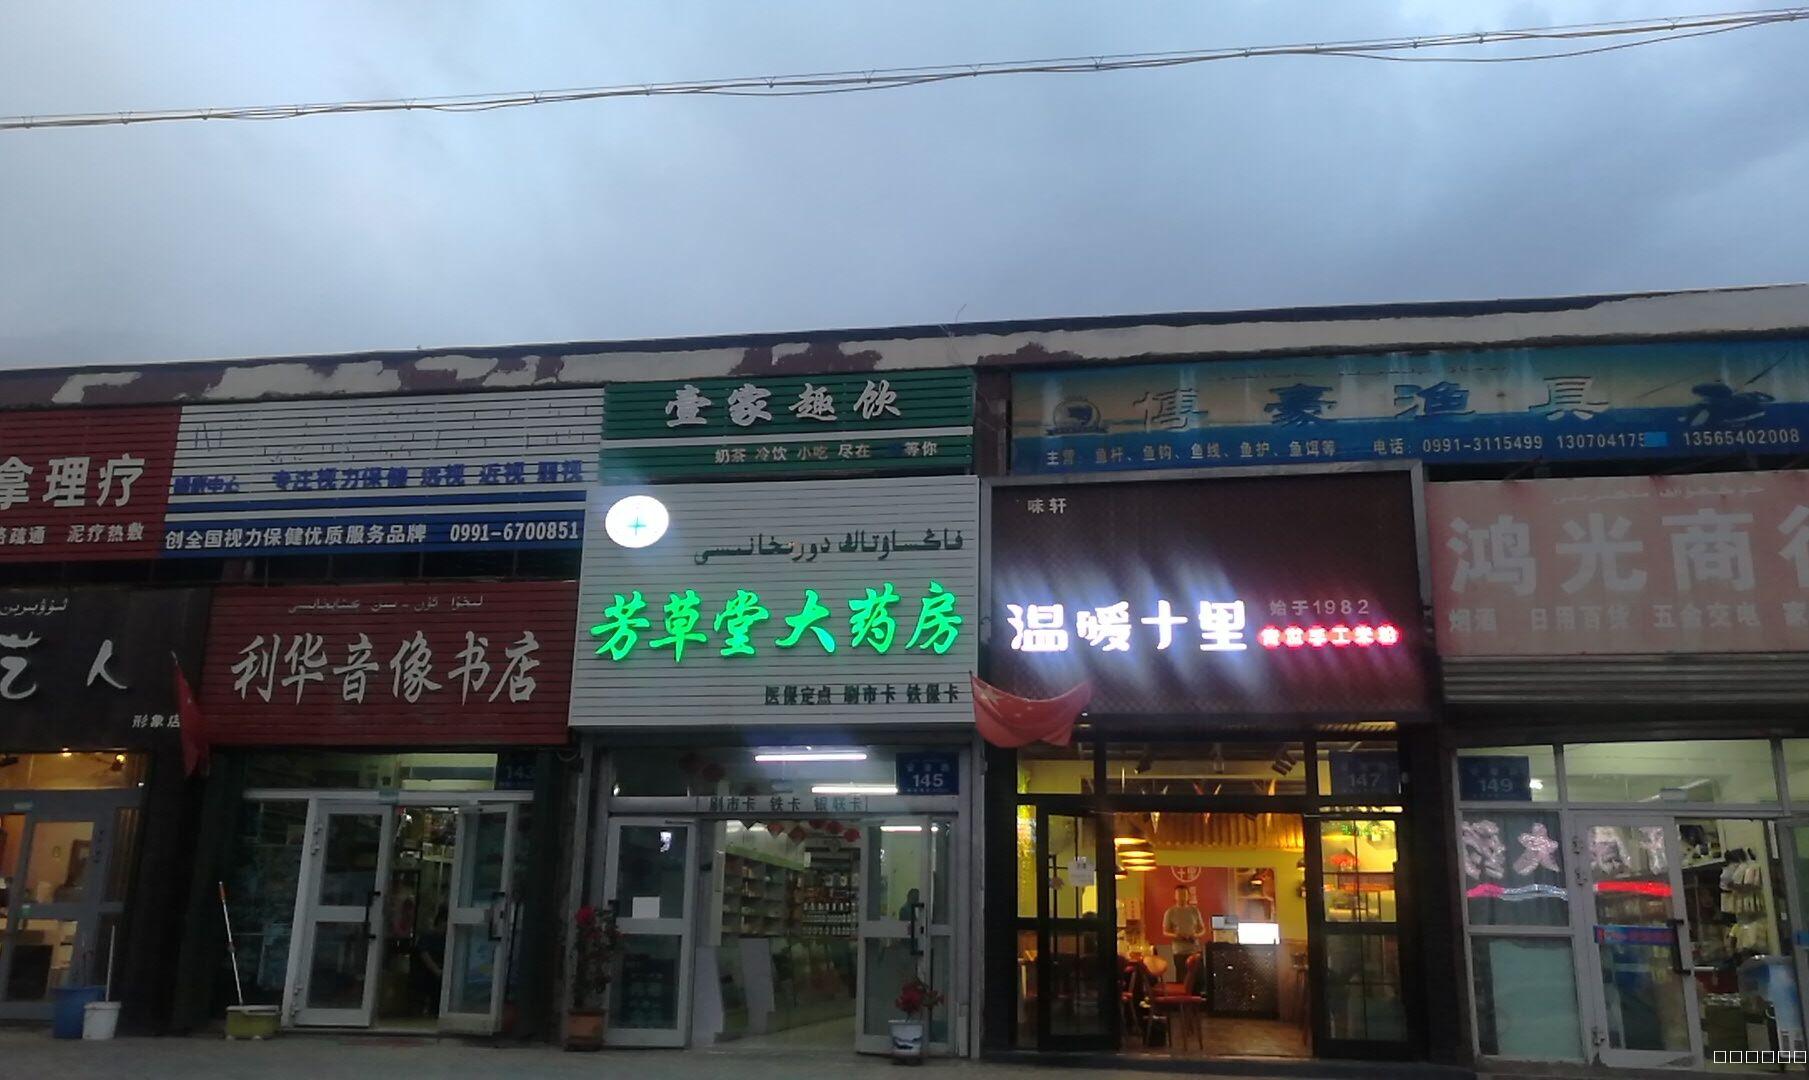 壹家趣饮
奶茶 冷饮 小吃 尽在 等你
博豪渔具
主营:鱼杆、鱼钩、鱼线、鱼护、鱼饵等 电话:0991-3115499 130704175 13565402008
拿理疗
络疏通 泥疗热敷
专注视力保健 远视 近视 弱视
创全国视力保健优质服务品牌 0991-6700851
艺人
形象店
利华音像书店
芳草堂大药房
医保定点 刷市卡 铁保卡
味轩
温暖十里
始于1982
鸿光商行
烟酒 日用百货 五金交电 家
143
145
刷市卡 铁卡 银联卡
147
149